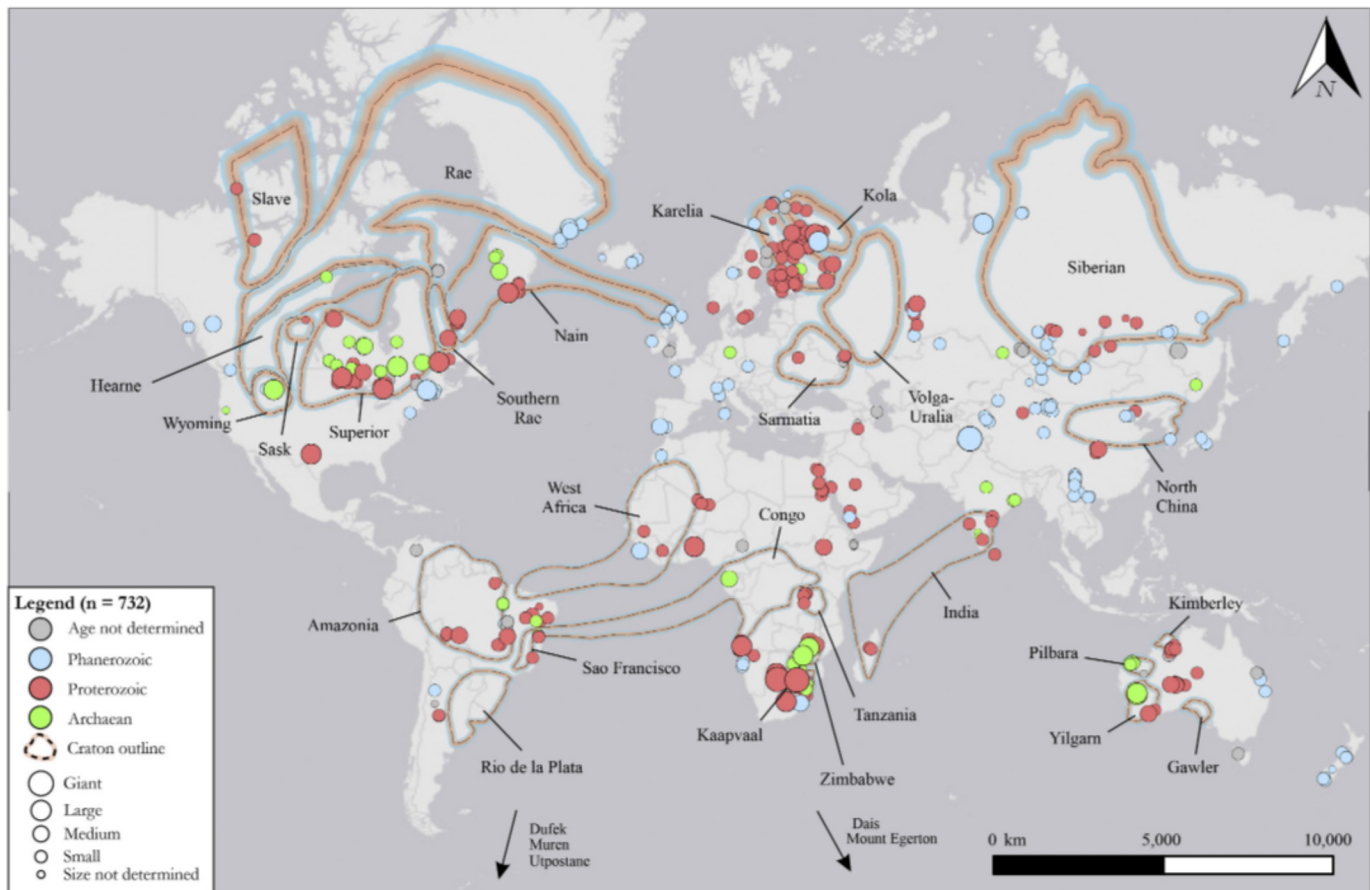 N
Slave
Rae
Karelia
Kola
Siberian
Nain
Hearne
Wyoming
Sask
Superior
Southern
Rae
Sarmatia
Volga-
Uralia
North
China
West
Africa
Congo
India
Amazonia
Sao Francisco
Rio de la Plata
Kaapvaal
Tanzania
Zimbabwe
Kimberley
Pilbara
Yilgarn
Gawler
Dufek
Muren
Utpostane
Dais
Mount Egerton
Legend (n = 732)
Age not determined
Phanerozoic
Proterozoic
Archaean
Craton outline
Giant
Large
Medium
Small
Size not determined
0 km 5,000 10,000